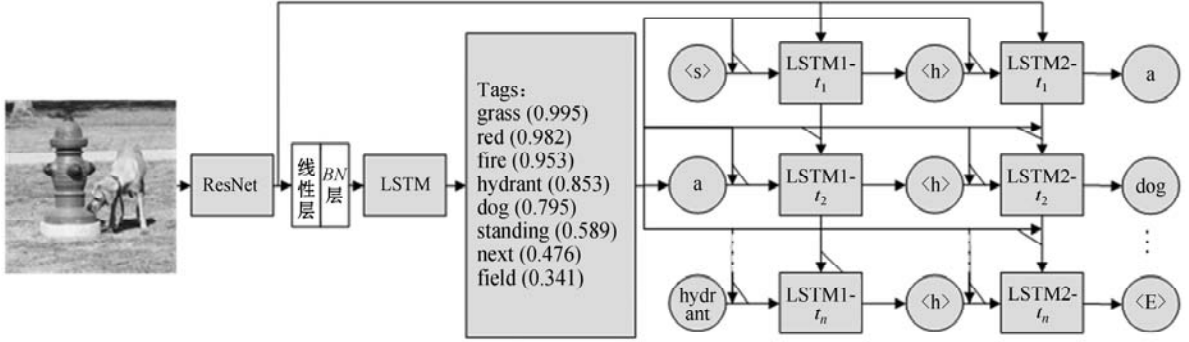 ResNet
线性层
BN层
LSTM
Tags：
grass (0.995)
red (0.982)
fire (0.953)
hydrant (0.853)
dog (0.795)
standing (0.589)
next (0.476)
field (0.341)
<s>
LSTM1-
t1
<h>
LSTM2-
t1
a
a
LSTM1-
t2
<h>
LSTM2-
t2
dog
hydr
ant
LSTM1-
tn
<h>
LSTM2-
tn
<E>